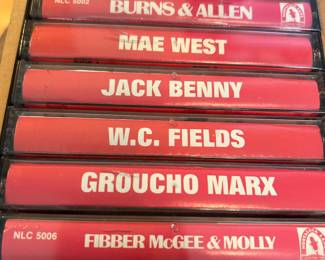 NLC 5002 BURNS & ALLEN
MAE WEST
JACK BENNY
W.C. FIELDS
GROUCHO MARX
NLC 5006 FIBBER McGEE & MOLLY